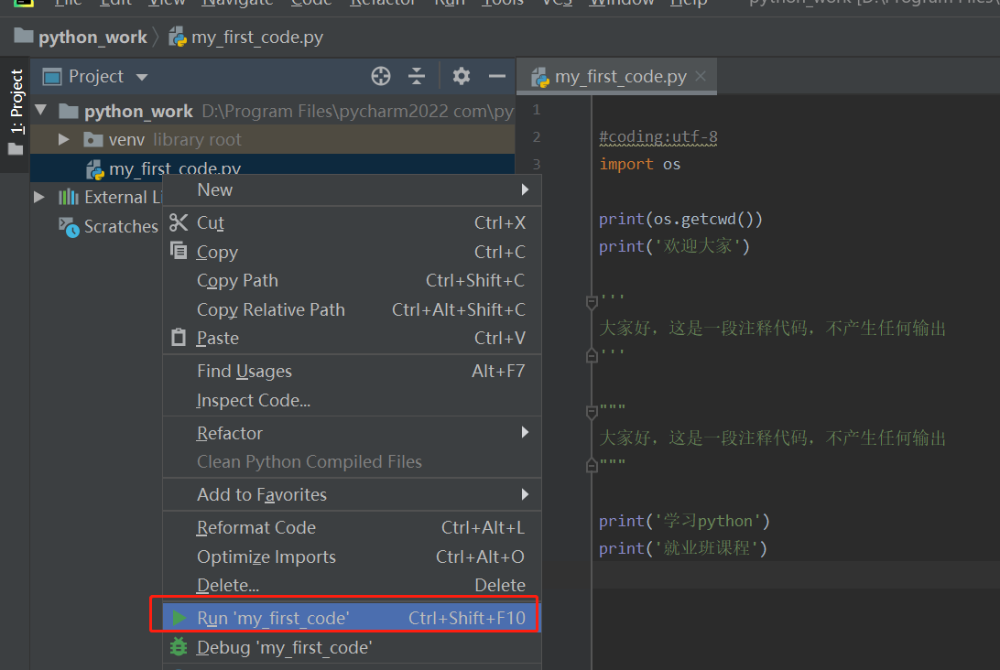 File Edit View Navigate Code Refactor Run Tools VCS Window Help python_work [D:\Program Files\
python_work my_first_code.py
1: Project
Project
my_first_code.py
python_work D:\Program Files\pycharm2022 com\py
venv library root
my_first_code.py
External Li
Scratches
New
Cut Ctrl+X
Copy Ctrl+C
Copy Path Ctrl+Shift+C
Copy Relative Path Ctrl+Alt+Shift+C
Paste Ctrl+V
Find Usages Alt+F7
Inspect Code...
Refactor
Clean Python Compiled Files
Add to Favorites
Reformat Code Ctrl+Alt+L
Optimize Imports Ctrl+Alt+O
Delete... Delete
Run 'my_first_code' Ctrl+Shift+F10
Debug 'my_first_code'
1
2
3
#coding:utf-8
import os
print(os.getcwd())
print('欢迎大家')
'''
大家好，这是一段注释代码，不产生任何输出
'''
"""
大家好，这是一段注释代码，不产生任何输出
"""
print('学习python')
print('就业班课程')